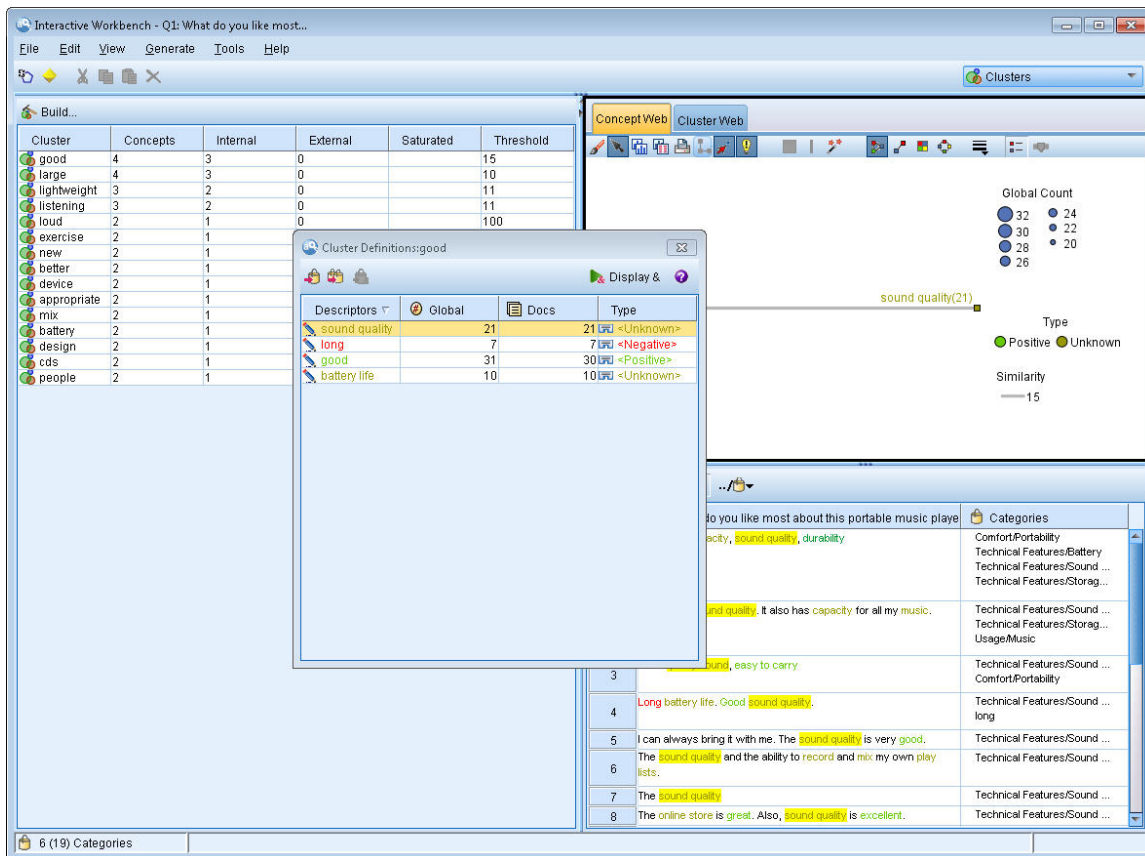 Interactive Workbench - Q1: What do you like most...
File Edit View Generate Tools Help
Clusters
Build...
Cluster Concepts Internal External Saturated Threshold
good 4 3 0 15
large 4 3 0 10
lightweight 3 2 0 11
listening 3 2 0 11
loud 2 1 0 100
exercise 2 1
new 2 1
better 2 1
device 2 1
appropriate 2 1
mix 2 1
battery 2 1
design 2 1
cds 2 1
people 2 1
Cluster Definitions:good
Display &
Descriptors Global Docs Type
sound quality 21 21 <Unknown>
long 7 7 <Negative>
good 31 30 <Positive>
battery life 10 10 <Unknown>
Concept Web Cluster Web
Global Count
32 24
30 22
28 20
26
sound quality(21)
Type
Positive Unknown
Similarity
15
../
do you like most about this portable music playe Categories
acity, sound quality, durability
Comfort/Portability
Technical Features/Battery
Technical Features/Sound ...
Technical Features/Storag...
und quality. It also has capacity for all my music.
Technical Features/Sound ...
Technical Features/Storag...
Usage/Music
3 sound, easy to carry
Technical Features/Sound ...
Comfort/Portability
4 Long battery life. Good sound quality.
Technical Features/Sound ...
long
5 I can always bring it with me. The sound quality is very good. Technical Features/Sound ...
6 The sound quality and the ability to record and mix my own play
lists.
Technical Features/Sound ...
7 The sound quality Technical Features/Sound ...
8 The online store is great. Also, sound quality is excellent. Technical Features/Sound ...
6 (19) Categories